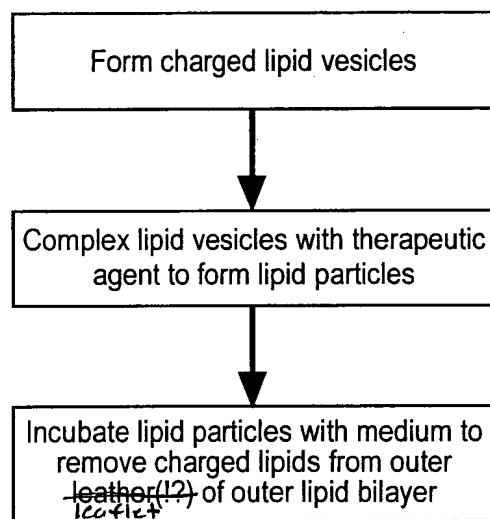 Form charged lipid vesicles
Complex lipid vesicles with therapeutic
agent to form lipid particles
Incubate lipid particles with medium to
remove charged lipids from outer
leather(!?) of outer lipid bilayer
leaflet